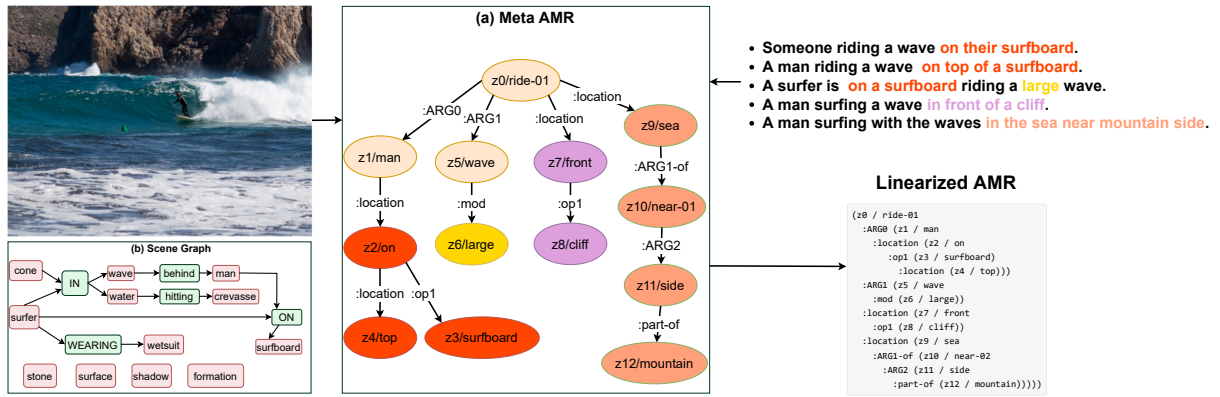 (a) Meta AMR
z0/ride-01
:ARG0
:ARG1
:location
:location
z1/man
z5/wave
z7/front
z9/sea
:location
:mod
:op1
:ARG1-of
z2/on
z6/large
z8/cliff
z10/near-01
:location
:op1
:ARG2
z4/top
z3/surfboard
z11/side
:part-of
z12/mountain
(b) Scene Graph
cone
IN
wave
behind
man
water
hitting
crevasse
surfer
ON
WEARING
wetsuit
surfboard
stone
surface
shadow
formation
• Someone riding a wave on their surfboard.
• A man riding a wave on top of a surfboard.
• A surfer is on a surfboard riding a large wave.
• A man surfing a wave in front of a cliff.
• A man surfing with the waves in the sea near mountain side.
Linearized AMR
(z0 / ride-01
:ARG0 (z1 / man
:location (z2 / on
:op1 (z3 / surfboard)
:location (z4 / top)))
:ARG1 (z5 / wave
:mod (z6 / large))
:location (z7 / front
:op1 (z8 / cliff))
:location (z9 / sea
:ARG1-of (z10 / near-02
:ARG2 (z11 / side
:part-of (z12 / mountain)))))